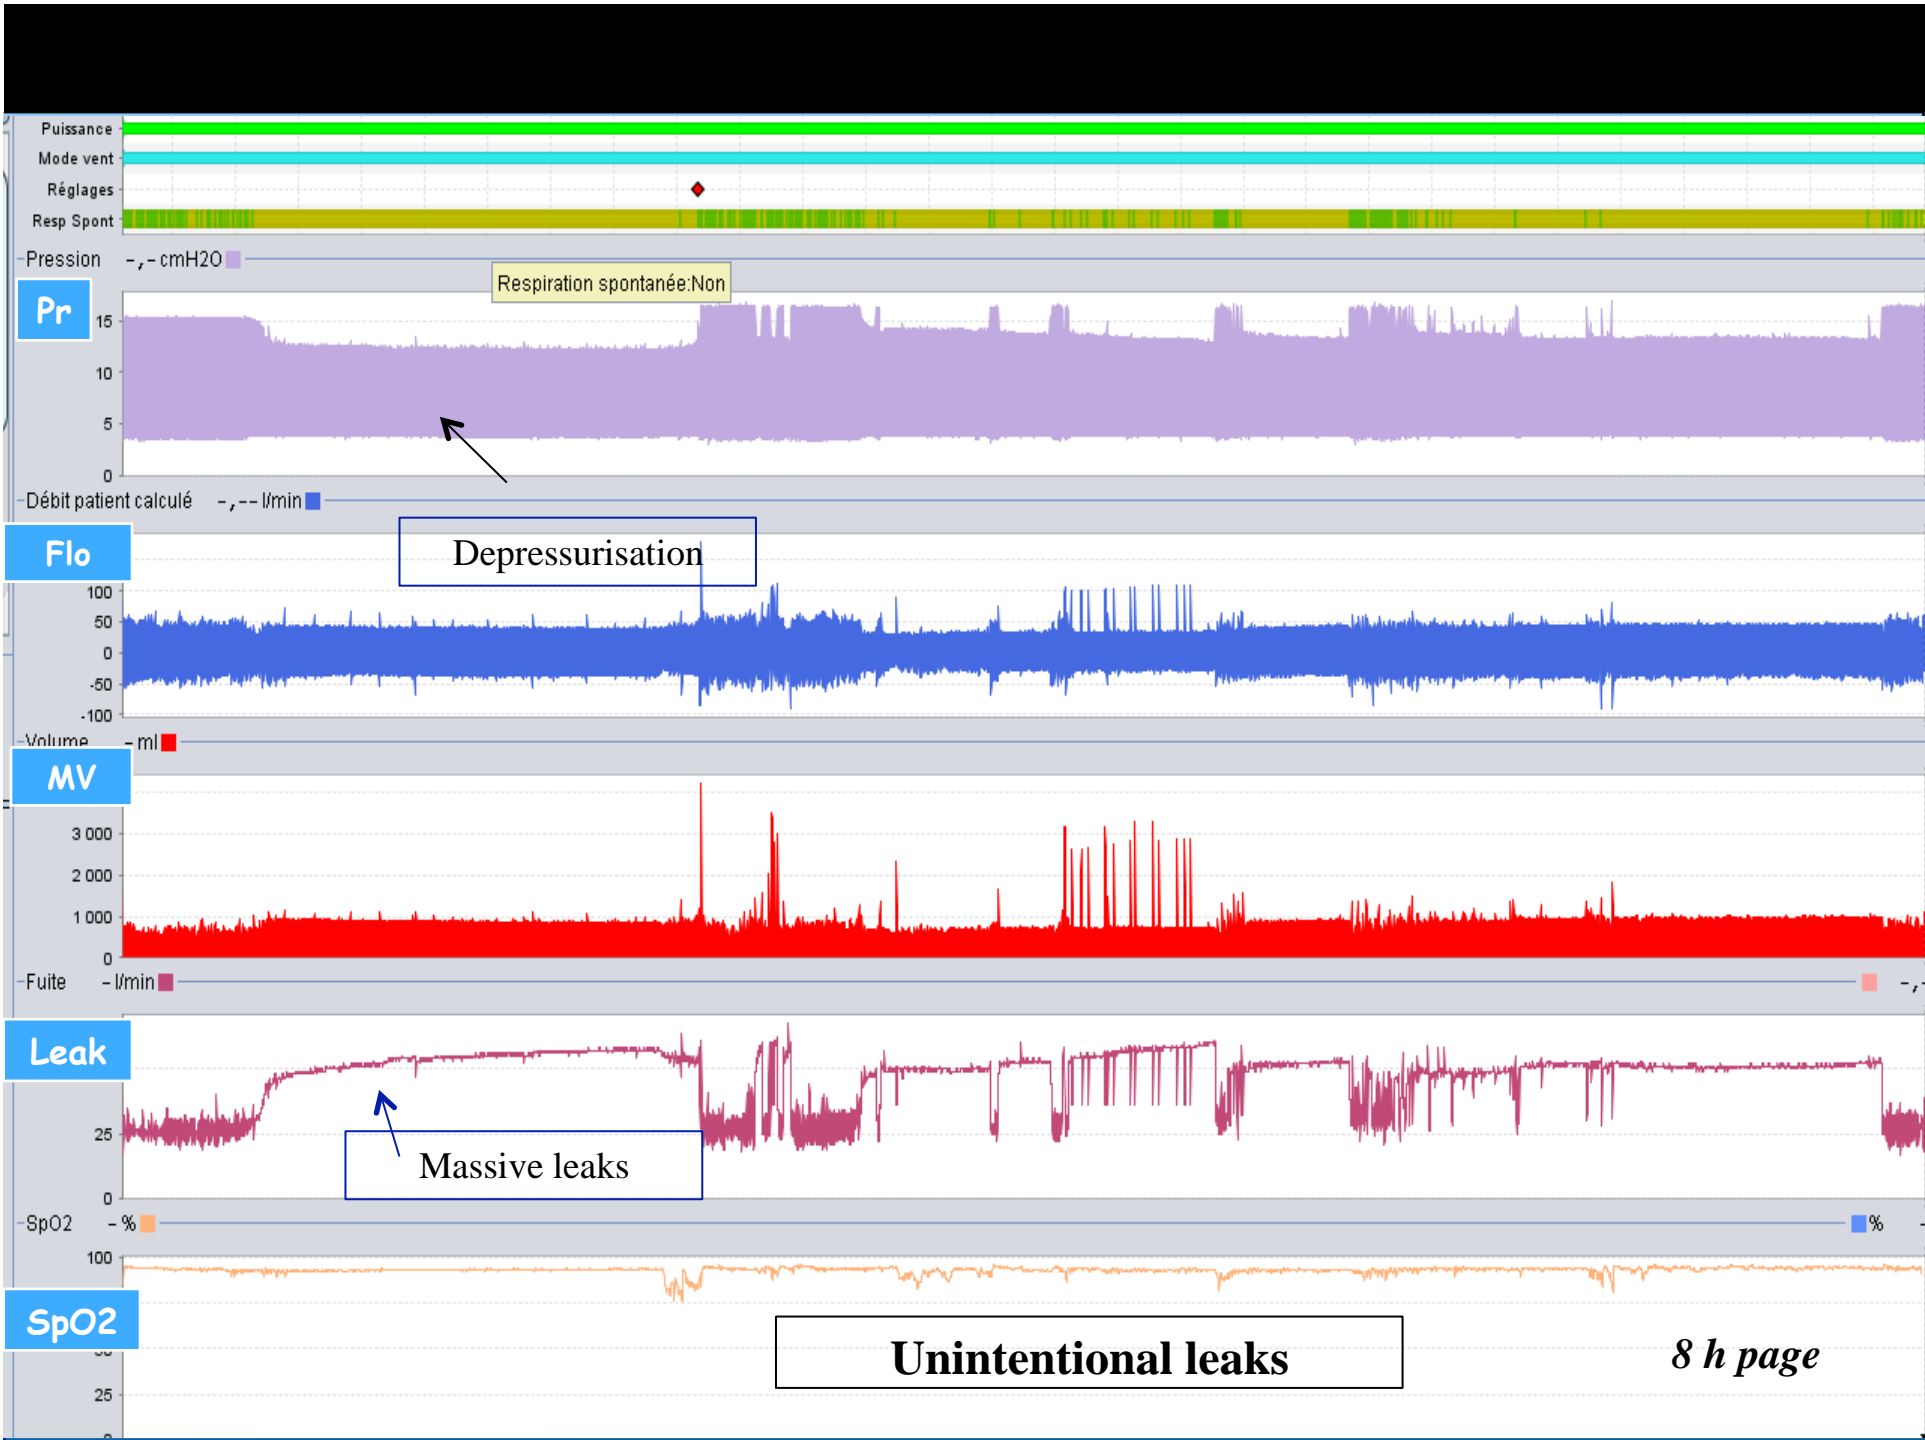 Puissance
Mode vent
Réglages
Resp Spont
Pression -,- cmH2O
Respiration spontanée:Non
Pr
15
10
5
0
Débit patient calculé -,-- l/min
Flo
Depressurisation
100
50
0
-50
-100
Volume - ml
MV
3 000
2 000
1 000
0
Fuite - l/min -,-
Leak
25
Massive leaks
0
SpO2 - % % -
100
SpO2
Unintentional leaks
8 h page
25